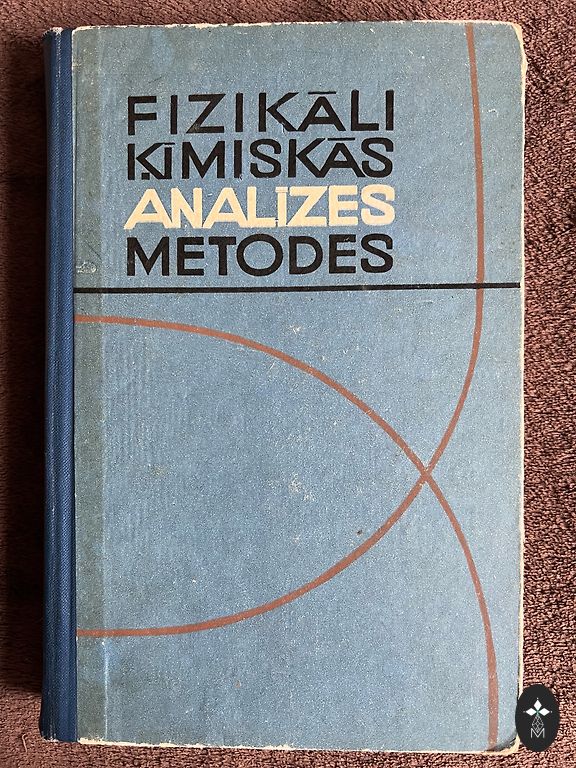 FIZIKĀLI
ĶĪMISKĀS
ANALĪZES
METODES
M